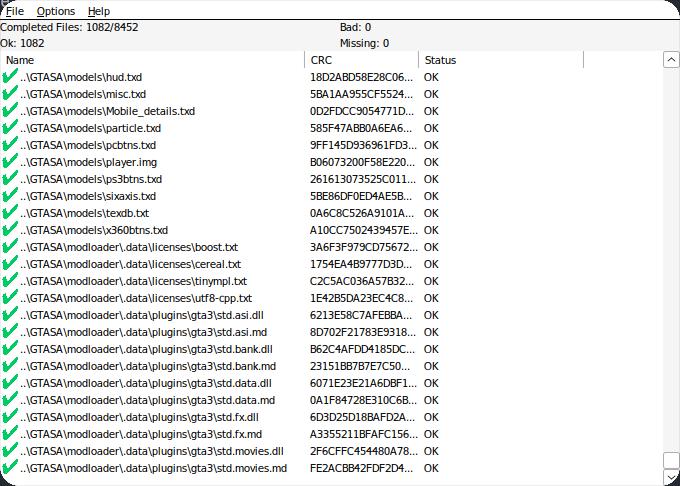 File Options Help
Completed Files: 1082/8452 Bad: 0
Ok: 1082 Missing: 0
Name CRC Status
..\GTASA\models\hud.txd 18D2ABD58E28C06... OK
..\GTASA\models\misc.txd 5BA1AA955CF5524... OK
..\GTASA\models\Mobile_details.txd 0D2FDCC9054771D... OK
..\GTASA\models\particle.txd 585F47ABB0A6EA6... OK
..\GTASA\models\pcbtns.txd 9FF145D936961FD3... OK
..\GTASA\models\player.img B06073200F58E220... OK
..\GTASA\models\ps3btns.txd 261613073525C011... OK
..\GTASA\models\sixaxis.txd 5BE86DF0ED4AE5B... OK
..\GTASA\models\texdb.txt 0A6C8C526A9101A... OK
..\GTASA\models\x360btns.txd A10CC7502439457E... OK
..\GTASA\modloader\.data\licenses\boost.txt 3A6F3F979CD75672... OK
..\GTASA\modloader\.data\licenses\cereal.txt 1754EA4B9777D3D... OK
..\GTASA\modloader\.data\licenses\tinympl.txt C2C5AC036A57B32... OK
..\GTASA\modloader\.data\licenses\utf8-cpp.txt 1E42B5DA23EC4C8... OK
..\GTASA\modloader\.data\plugins\gta3\std.asi.dll 6213E58C7AFEBBA... OK
..\GTASA\modloader\.data\plugins\gta3\std.asi.md 8D702F21783E9318... OK
..\GTASA\modloader\.data\plugins\gta3\std.bank.dll B62C4AFDD4185DC... OK
..\GTASA\modloader\.data\plugins\gta3\std.bank.md 23151BB7B7E7C50... OK
..\GTASA\modloader\.data\plugins\gta3\std.data.dll 6071E23E21A6DBF1... OK
..\GTASA\modloader\.data\plugins\gta3\std.data.md 0A1F84728E310C6B... OK
..\GTASA\modloader\.data\plugins\gta3\std.fx.dll 6D3D25D18BAFD2A... OK
..\GTASA\modloader\.data\plugins\gta3\std.fx.md A3355211BFAFC156... OK
..\GTASA\modloader\.data\plugins\gta3\std.movies.dll 2F6CFFC454480A78... OK
..\GTASA\modloader\.data\plugins\gta3\std.movies.md FE2ACBB42FDF2D4... OK